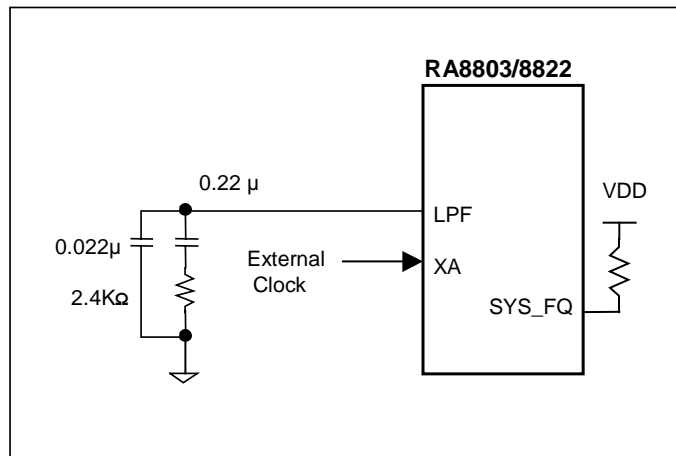 RA8803/8822
0.22 µ
VDD
LPF
0.022µ
External
Clock
XA
2.4KΩ
SYS_FQ